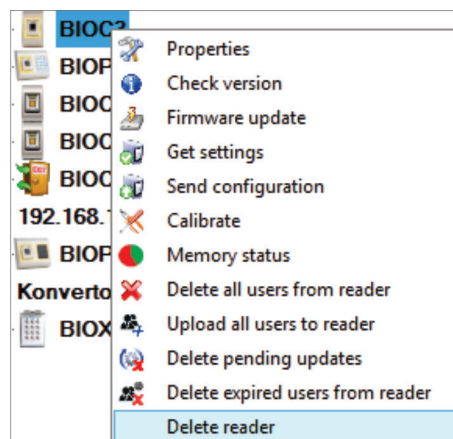 BIOC3
Properties
BIOP
Check version
BIOC
Firmware update
BIOC
Get settings
BIOC
Send configuration
192.168.
Calibrate
BIOP
Memory status
Konverto
Delete all users from reader
BIOX
Upload all users to reader
Delete pending updates
Delete expired users from reader
Delete reader